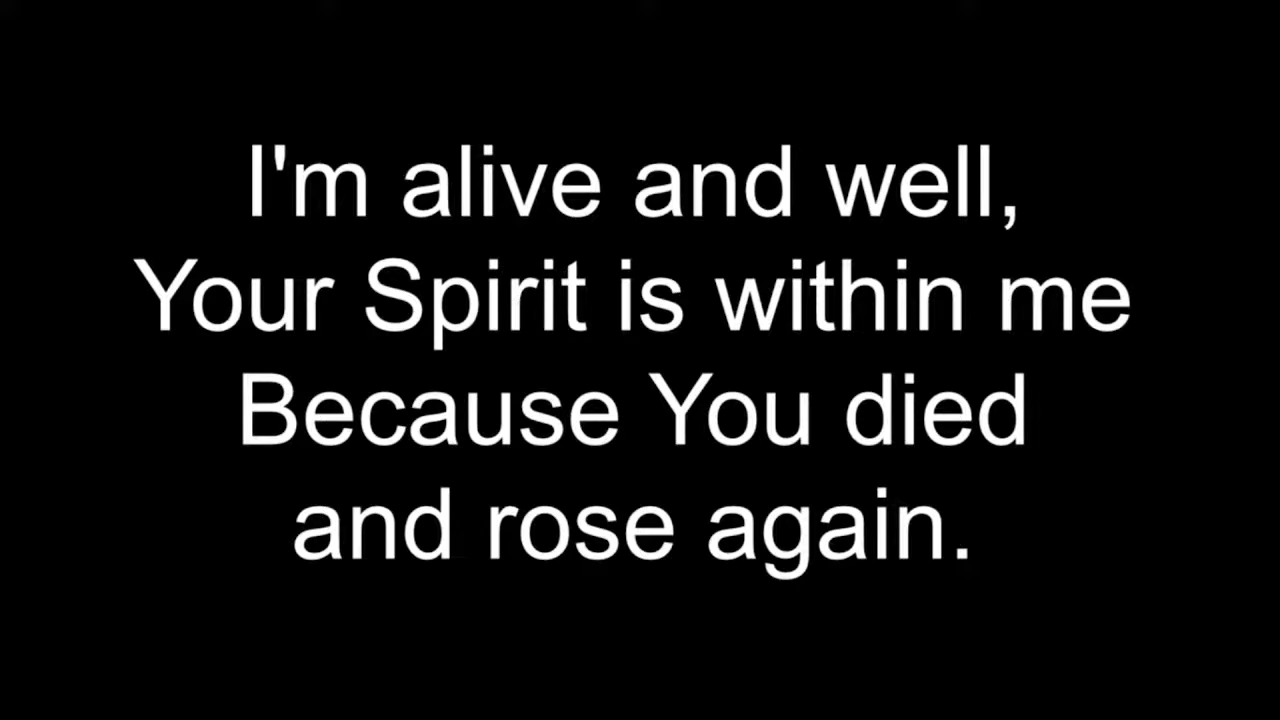 I'm alive and well,
Your Spirit is within me
Because You died
and rose again.